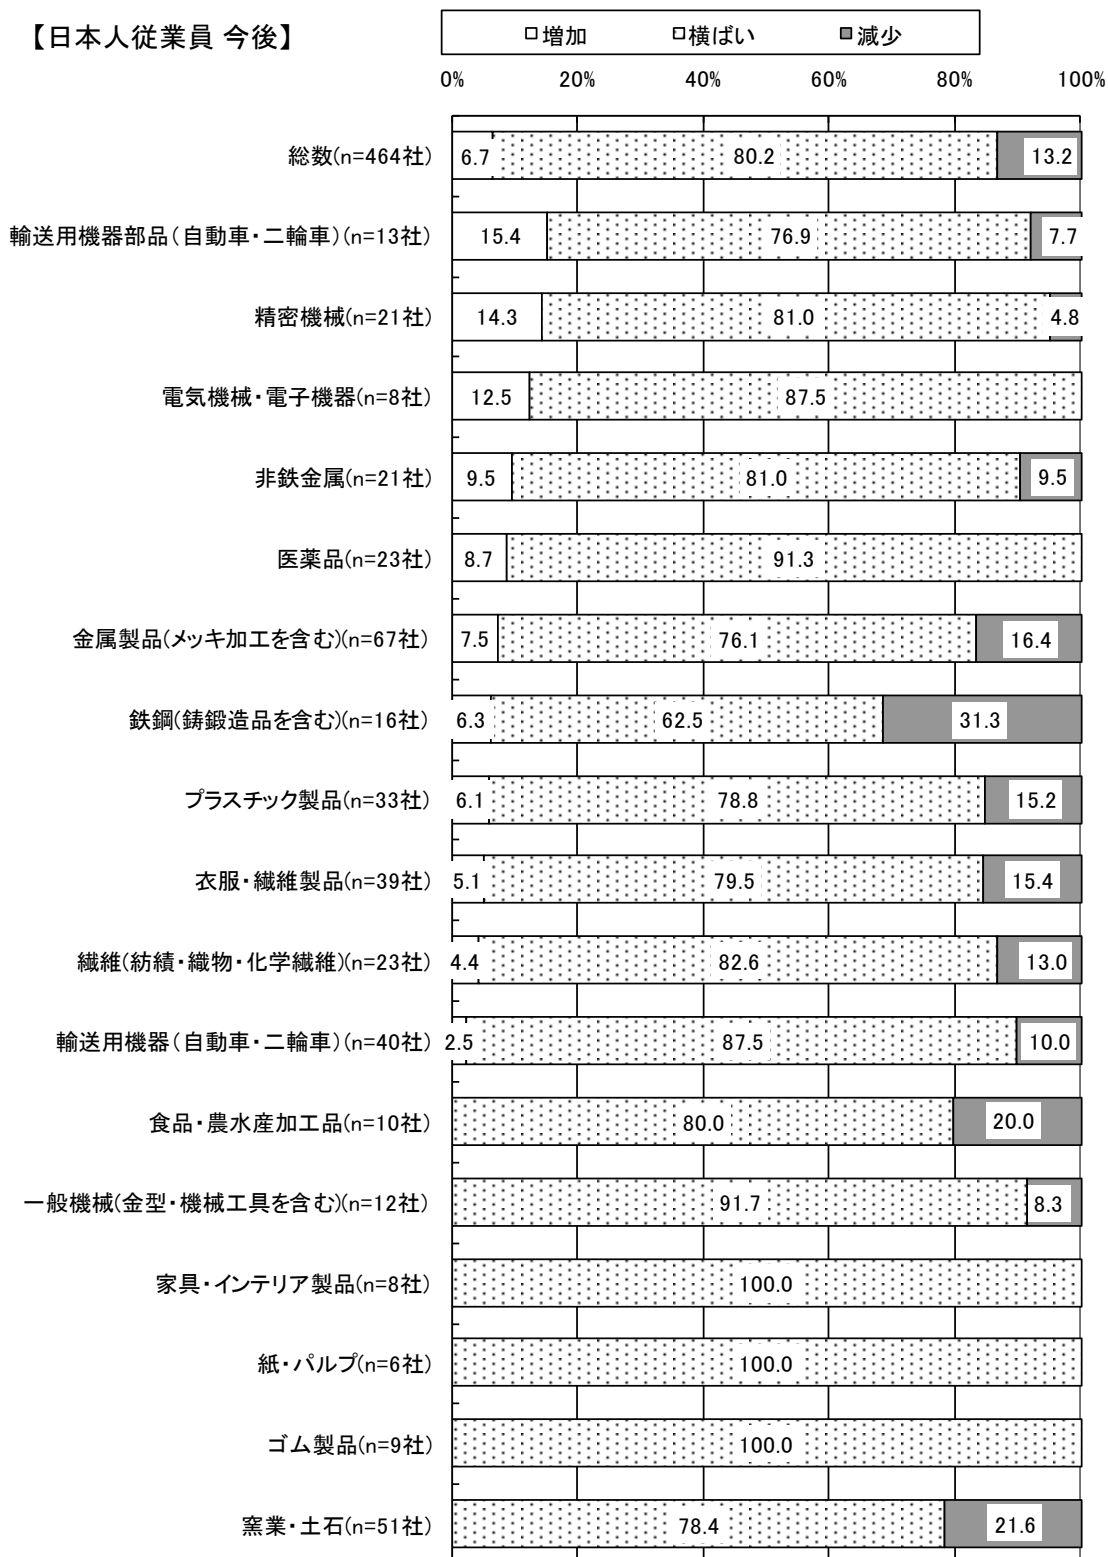 【日本人従業員 今後】
増加 横ばい 減少
0% 20% 40% 60% 80% 100%
総数(n=464社) 6.7 80.2 13.2
輸送用機器部品(自動車・二輪車)(n=13社) 15.4 76.9 7.7
精密機械(n=21社) 14.3 81.0 4.8
電気機械・電子機器(n=8社) 12.5 87.5
非鉄金属(n=21社) 9.5 81.0 9.5
医薬品(n=23社) 8.7 91.3
金属製品(メッキ加工を含む)(n=67社) 7.5 76.1 16.4
鉄鋼(鋳鍛造品を含む)(n=16社) 6.3 62.5 31.3
プラスチック製品(n=33社) 6.1 78.8 15.2
衣服・繊維製品(n=39社) 5.1 79.5 15.4
繊維(紡績・織物・化学繊維)(n=23社) 4.4 82.6 13.0
輸送用機器(自動車・二輪車)(n=40社) 2.5 87.5 10.0
食品・農水産加工品(n=10社) 80.0 20.0
一般機械(金型・機械工具を含む)(n=12社) 91.7 8.3
家具・インテリア製品(n=8社) 100.0
紙・パルプ(n=6社) 100.0
ゴム製品(n=9社) 100.0
窯業・土石(n=51社) 78.4 21.6